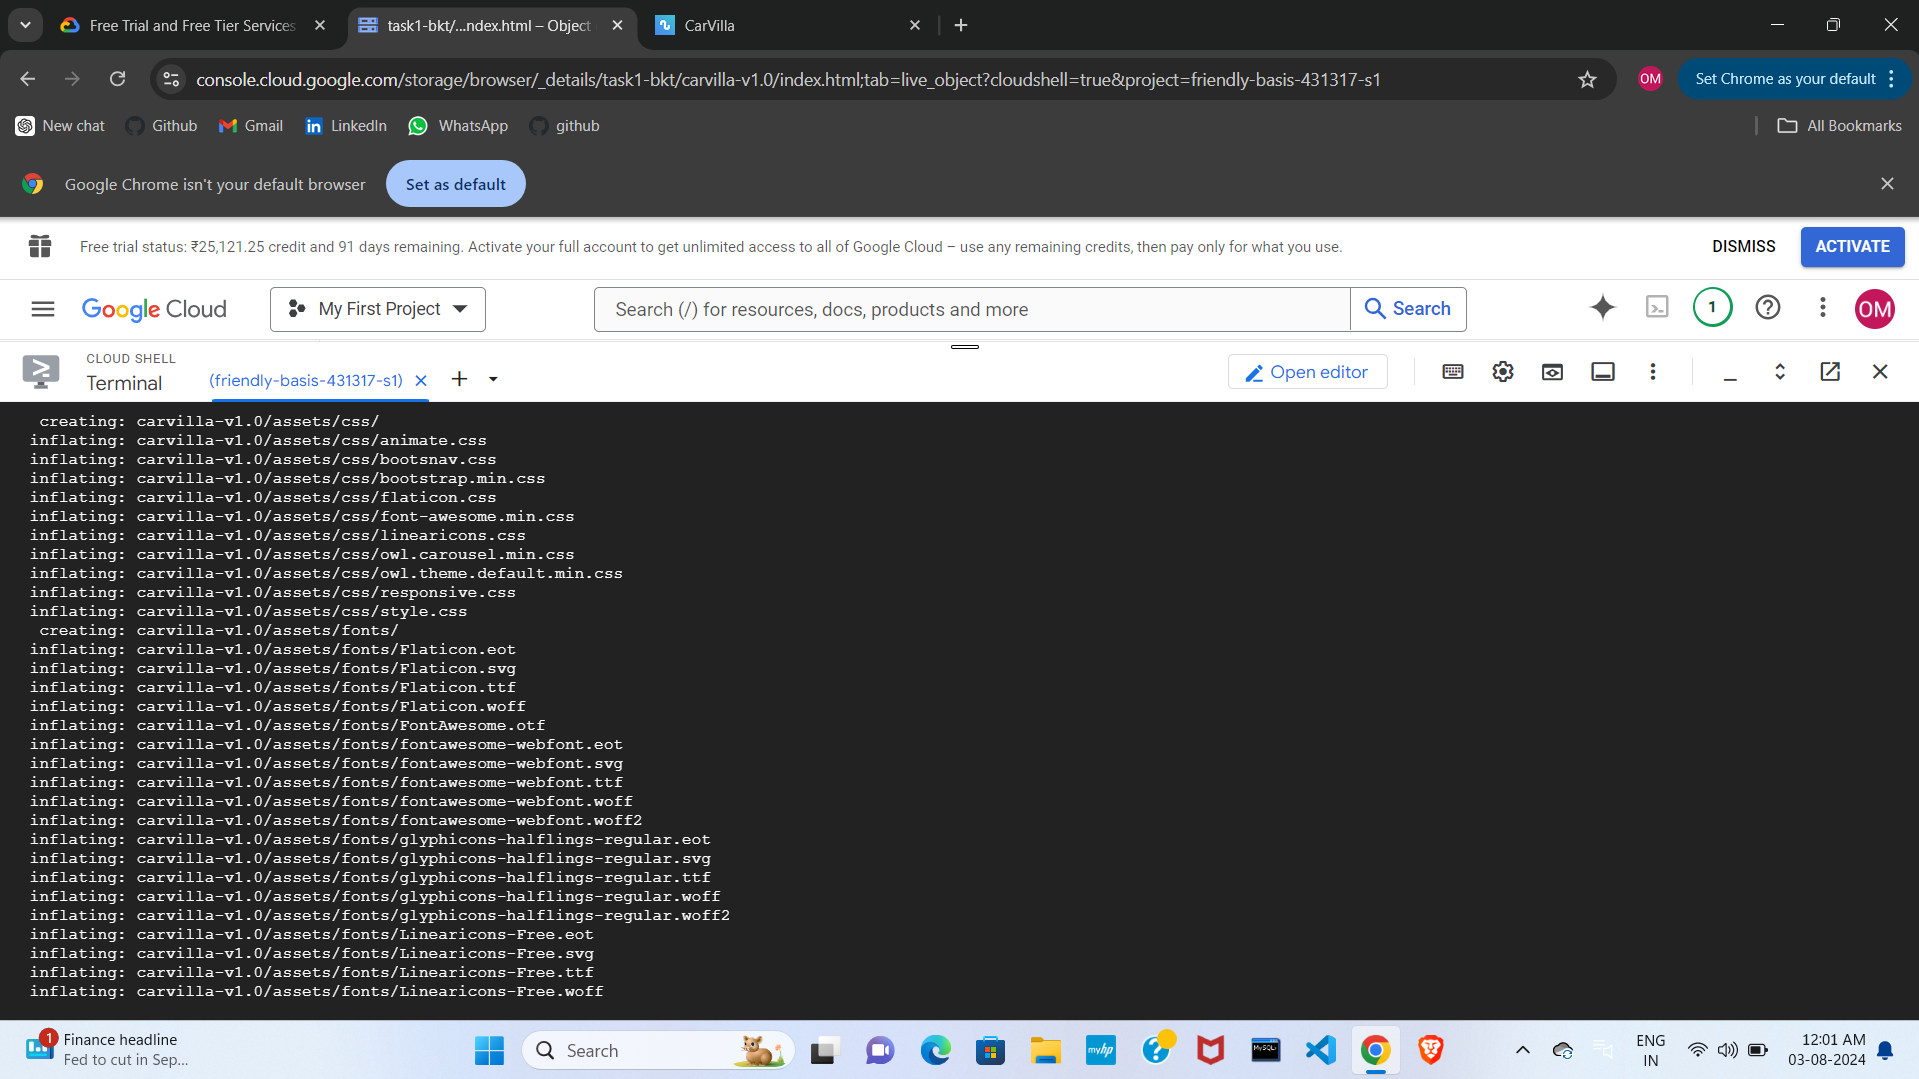 Free Trial and Free Tier Services
task1-bkt/...ndex.html – Object
CarVilla
console.cloud.google.com/storage/browser/_details/task1-bkt/carvilla-v1.0/index.html;tab=live_object?cloudshell=true&project=friendly-basis-431317-s1
OM
Set Chrome as your default
New chat
Github
Gmail
LinkedIn
WhatsApp
github
All Bookmarks
Google Chrome isn't your default browser
Set as default
Free trial status: ₹25,121.25 credit and 91 days remaining. Activate your full account to get unlimited access to all of Google Cloud – use any remaining credits, then pay only for what you use.
DISMISS
ACTIVATE
Google Cloud
My First Project
Search (/) for resources, docs, products and more
Search
1
OM
CLOUD SHELL
Terminal
(friendly-basis-431317-s1)
Open editor
creating: carvilla-v1.0/assets/css/
inflating: carvilla-v1.0/assets/css/animate.css
inflating: carvilla-v1.0/assets/css/bootsnav.css
inflating: carvilla-v1.0/assets/css/bootstrap.min.css
inflating: carvilla-v1.0/assets/css/flaticon.css
inflating: carvilla-v1.0/assets/css/font-awesome.min.css
inflating: carvilla-v1.0/assets/css/linearicons.css
inflating: carvilla-v1.0/assets/css/owl.carousel.min.css
inflating: carvilla-v1.0/assets/css/owl.theme.default.min.css
inflating: carvilla-v1.0/assets/css/responsive.css
inflating: carvilla-v1.0/assets/css/style.css
creating: carvilla-v1.0/assets/fonts/
inflating: carvilla-v1.0/assets/fonts/Flaticon.eot
inflating: carvilla-v1.0/assets/fonts/Flaticon.svg
inflating: carvilla-v1.0/assets/fonts/Flaticon.ttf
inflating: carvilla-v1.0/assets/fonts/Flaticon.woff
inflating: carvilla-v1.0/assets/fonts/FontAwesome.otf
inflating: carvilla-v1.0/assets/fonts/fontawesome-webfont.eot
inflating: carvilla-v1.0/assets/fonts/fontawesome-webfont.svg
inflating: carvilla-v1.0/assets/fonts/fontawesome-webfont.ttf
inflating: carvilla-v1.0/assets/fonts/fontawesome-webfont.woff
inflating: carvilla-v1.0/assets/fonts/fontawesome-webfont.woff2
inflating: carvilla-v1.0/assets/fonts/glyphicons-halflings-regular.eot
inflating: carvilla-v1.0/assets/fonts/glyphicons-halflings-regular.svg
inflating: carvilla-v1.0/assets/fonts/glyphicons-halflings-regular.ttf
inflating: carvilla-v1.0/assets/fonts/glyphicons-halflings-regular.woff
inflating: carvilla-v1.0/assets/fonts/glyphicons-halflings-regular.woff2
inflating: carvilla-v1.0/assets/fonts/Linearicons-Free.eot
inflating: carvilla-v1.0/assets/fonts/Linearicons-Free.svg
inflating: carvilla-v1.0/assets/fonts/Linearicons-Free.ttf
inflating: carvilla-v1.0/assets/fonts/Linearicons-Free.woff
1
Finance headline
Fed to cut in Sep...
Search
myhp
MySQL
ENG
IN
12:01 AM
03-08-2024